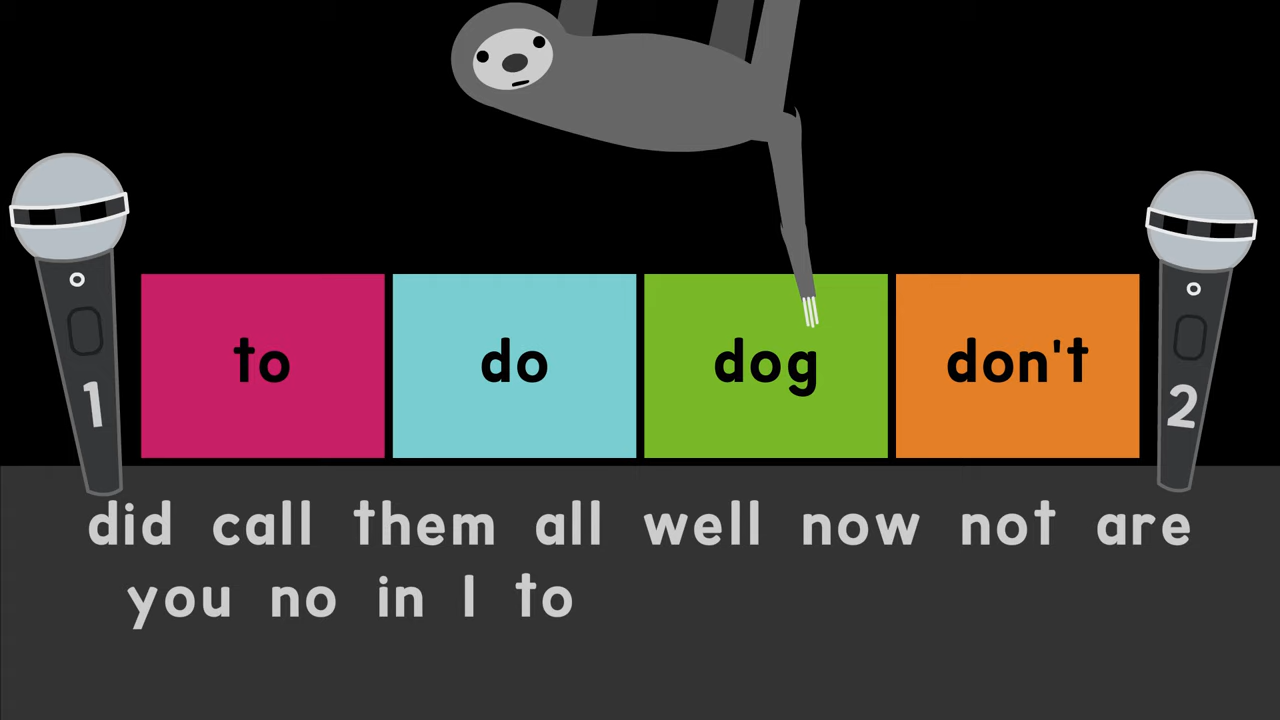 1 to do dog don't 2
did call them all well now not are
you no in I to